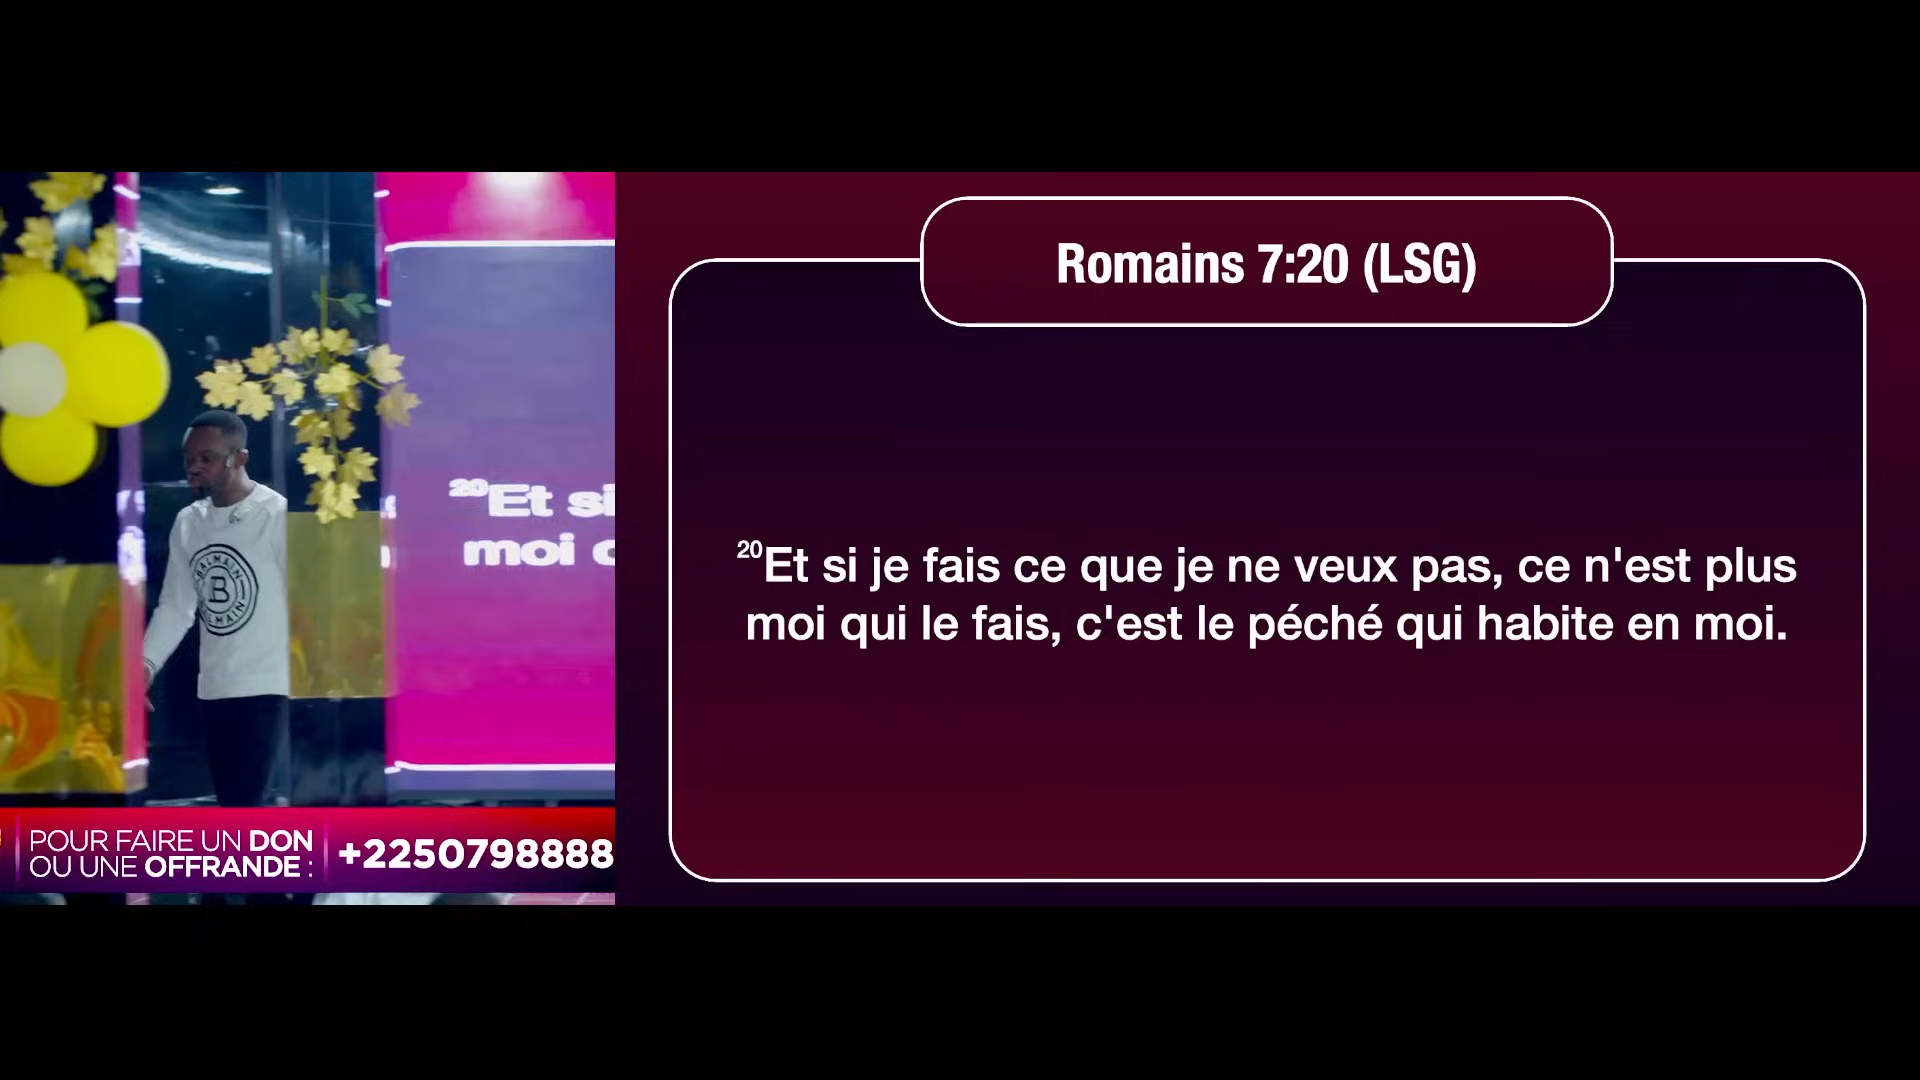 Romains 7:20 (LSG)
20Et si je fais ce que je ne veux pas, ce n'est plus
moi qui le fais, c'est le péché qui habite en moi.
20Et si
moi
BALMAIN
B
POUR FAIRE UN DON
OU UNE OFFRANDE :
+2250798888